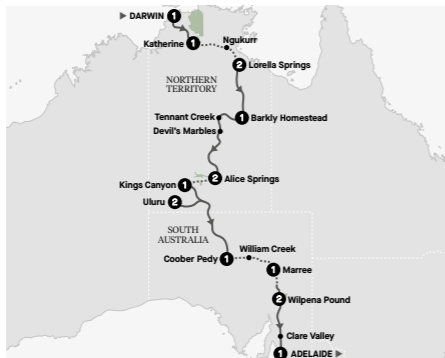 ▶ DARWIN 1
Katherine 1
Ngukurr
2 Lorella Springs
NORTHERN
TERRITORY
Tennant Creek
1 Barkly Homestead
Devil's Marbles
2 Alice Springs
Kings Canyon 1
Uluru 2
SOUTH
AUSTRALIA
William Creek
Coober Pedy 1
1 Marree
2 Wilpena Pound
Clare Valley
1 ADELAIDE ▶